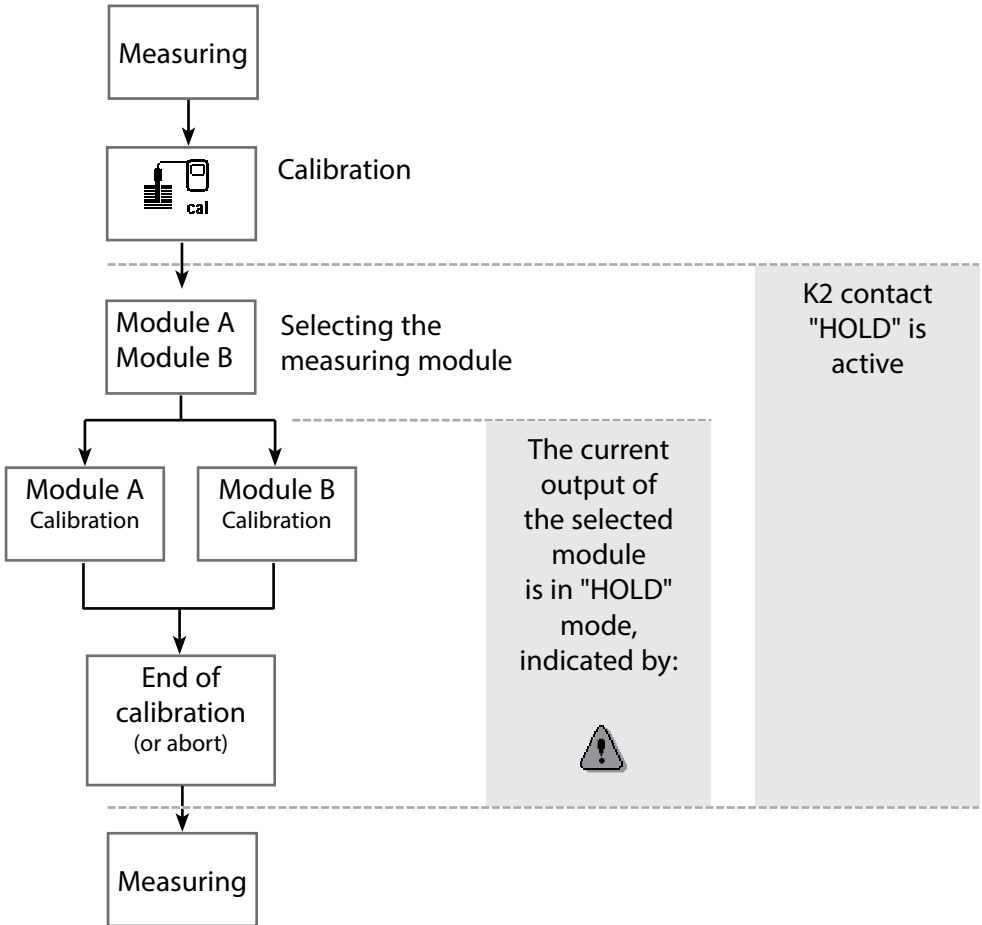 Measuring
cal
Calibration
Module A
Module B
Selecting the
measuring module
K2 contact
"HOLD" is
active
Module A
Calibration
Module B
Calibration
The current
output of
the selected
module
is in "HOLD"
mode,
indicated by:
!
End of
calibration
(or abort)
Measuring